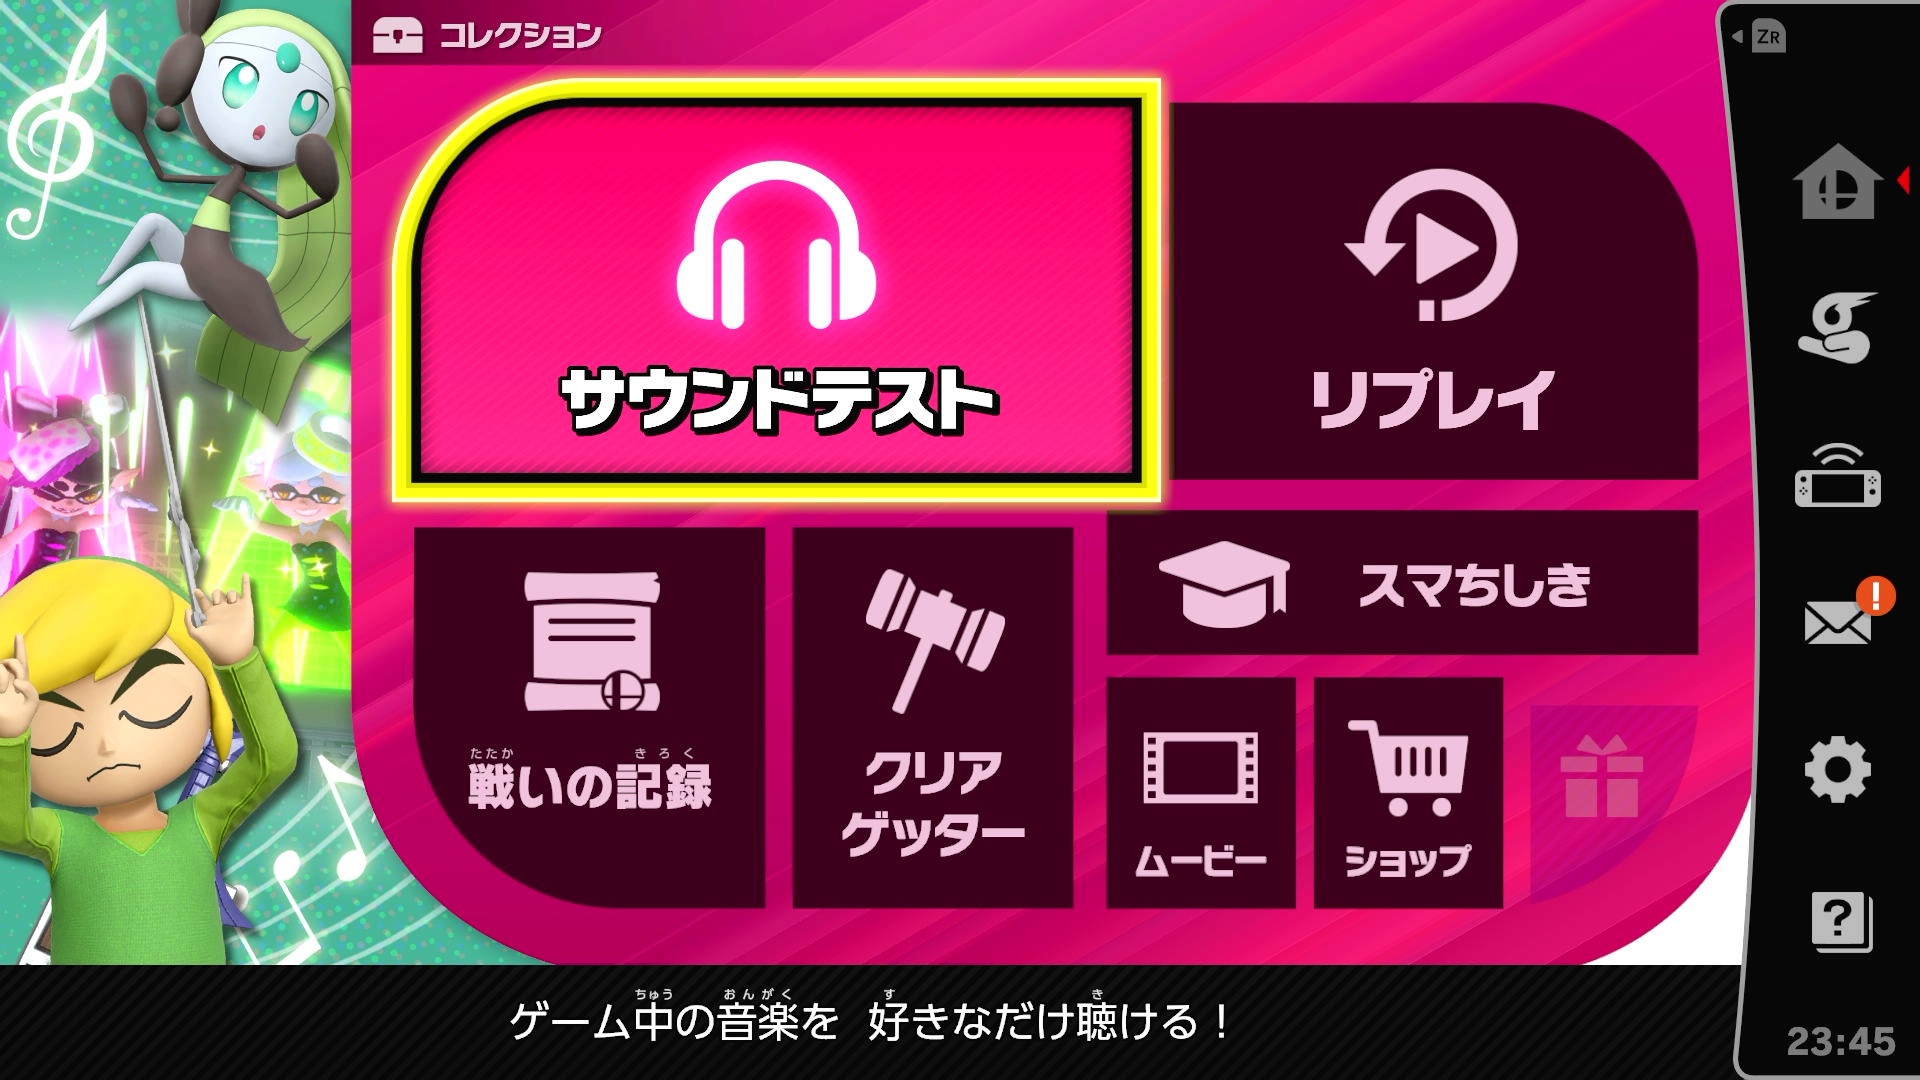 コレクション
ZR
サウンドテスト
リプレイ
たたか きろく
戦いの記録
クリア
ゲッター
スマちしき
ムービー
ショップ
!
?
ちゅう おんがく す き
ゲーム中の音楽を 好きなだけ聴ける！
23:45